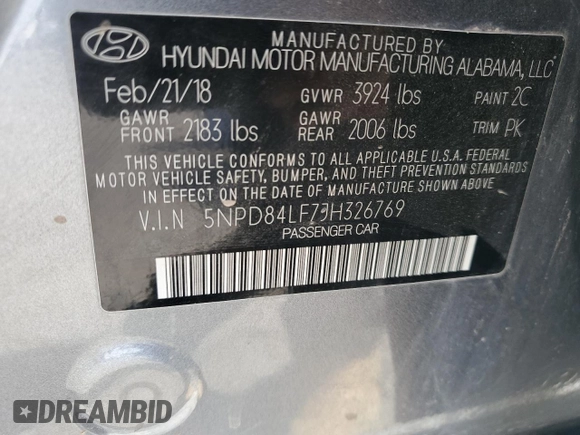 MANUFACTURED BY
HYUNDAI MOTOR MANUFACTURING ALABAMA, LLC
Feb/21/18 GVWR 3924 lbs PAINT 2C
GAWR FRONT 2183 lbs GAWR REAR 2006 lbs TRIM PK
THIS VEHICLE CONFORMS TO ALL APPLICABLE U.S.A. FEDERAL
MOTOR VEHICLE SAFETY, BUMPER, AND THEFT PREVENTION STANDARDS
IN EFFECT ON THE DATE OF MANUFACTURE SHOWN ABOVE.
V.I.N 5NPD84LF7JH326769
PASSENGER CAR
DREAMBID